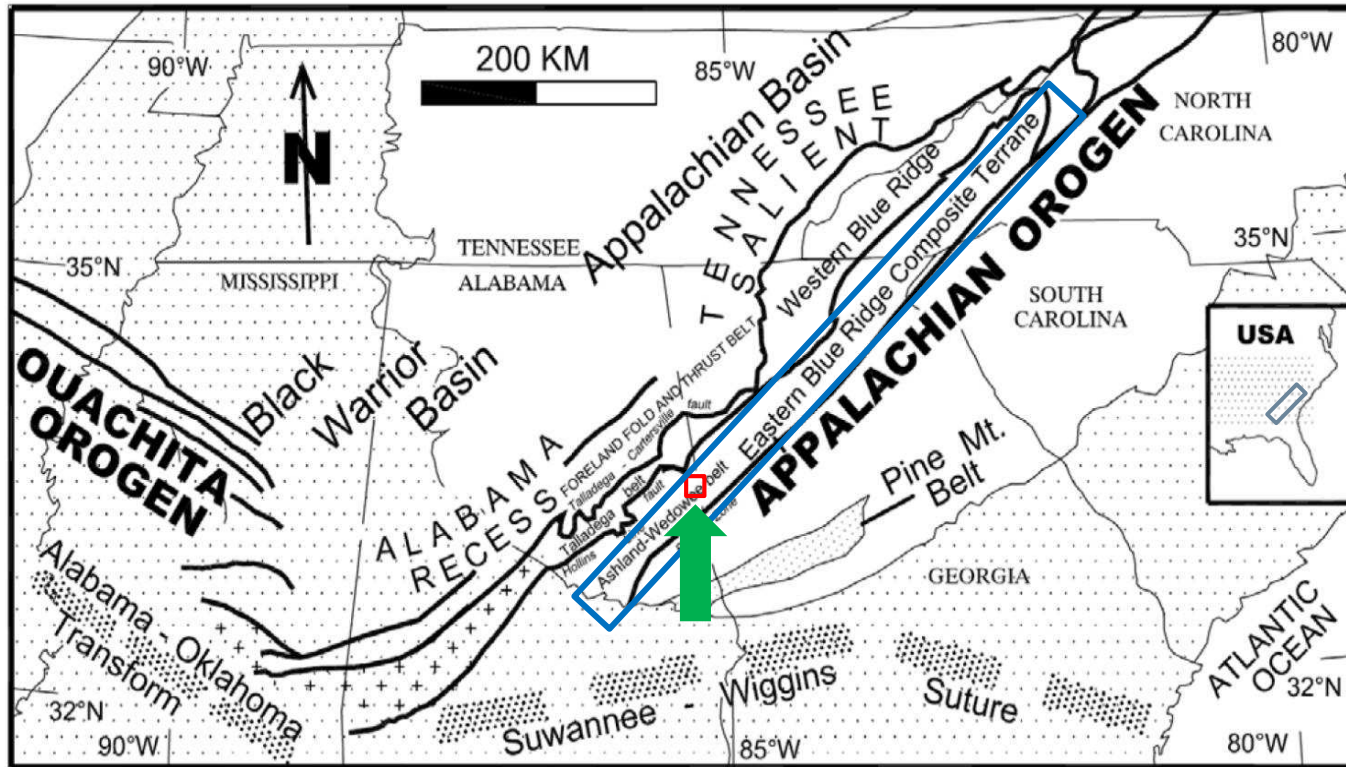 90°W
200 KM
85°W
80°W
N
Appalachian Basin
TENNESSEE
SALIENT
NORTH
CAROLINA
Western Blue Ridge
Eastern Blue Ridge Composite Terrane
APPALACHIAN OROGEN
35°N
TENNESSEE
MISSISSIPPI
ALABAMA
35°N
SOUTH
CAROLINA
USA
OUACHITA
OROGEN
Black
Warrior
Basin
ALABAMA
RECESS
FORELAND FOLD AND THRUST BELT
Talladega - Cartersville fault
Talladega belt
Hollins fault
Ashland-Wedowee belt
Zone
Pine Mt.
Belt
GEORGIA
Alabama - Oklahoma
Transform
Suwannee - Wiggins
Suture
ATLANTIC
OCEAN
32°N
32°N
90°W
85°W
80°W